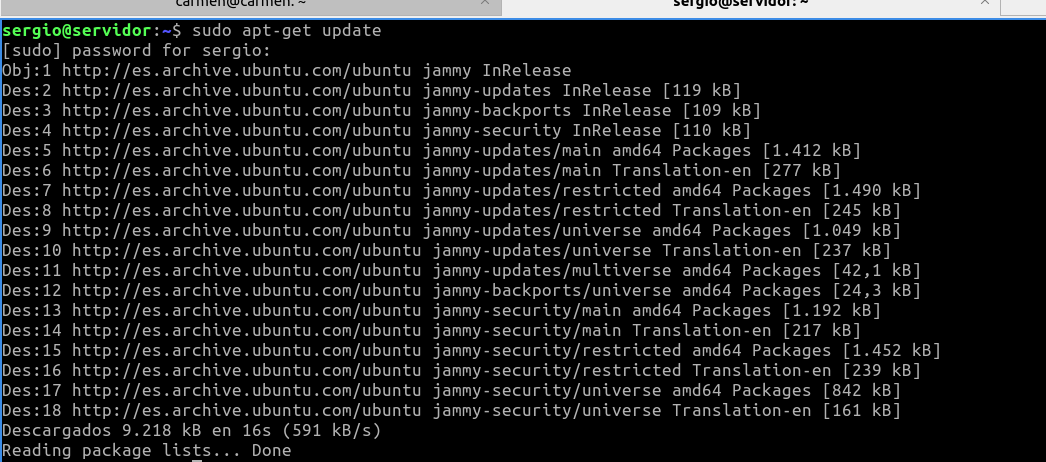 carmen@carmen: ~
sergio@servidor: ~
sergio@servidor:~$ sudo apt-get update
[sudo] password for sergio:
Obj:1 http://es.archive.ubuntu.com/ubuntu jammy InRelease
Des:2 http://es.archive.ubuntu.com/ubuntu jammy-updates InRelease [119 kB]
Des:3 http://es.archive.ubuntu.com/ubuntu jammy-backports InRelease [109 kB]
Des:4 http://es.archive.ubuntu.com/ubuntu jammy-security InRelease [110 kB]
Des:5 http://es.archive.ubuntu.com/ubuntu jammy-updates/main amd64 Packages [1.412 kB]
Des:6 http://es.archive.ubuntu.com/ubuntu jammy-updates/main Translation-en [277 kB]
Des:7 http://es.archive.ubuntu.com/ubuntu jammy-updates/restricted amd64 Packages [1.490 kB]
Des:8 http://es.archive.ubuntu.com/ubuntu jammy-updates/restricted Translation-en [245 kB]
Des:9 http://es.archive.ubuntu.com/ubuntu jammy-updates/universe amd64 Packages [1.049 kB]
Des:10 http://es.archive.ubuntu.com/ubuntu jammy-updates/universe Translation-en [237 kB]
Des:11 http://es.archive.ubuntu.com/ubuntu jammy-updates/multiverse amd64 Packages [42,1 kB]
Des:12 http://es.archive.ubuntu.com/ubuntu jammy-backports/universe amd64 Packages [24,3 kB]
Des:13 http://es.archive.ubuntu.com/ubuntu jammy-security/main amd64 Packages [1.192 kB]
Des:14 http://es.archive.ubuntu.com/ubuntu jammy-security/main Translation-en [217 kB]
Des:15 http://es.archive.ubuntu.com/ubuntu jammy-security/restricted amd64 Packages [1.452 kB]
Des:16 http://es.archive.ubuntu.com/ubuntu jammy-security/restricted Translation-en [239 kB]
Des:17 http://es.archive.ubuntu.com/ubuntu jammy-security/universe amd64 Packages [842 kB]
Des:18 http://es.archive.ubuntu.com/ubuntu jammy-security/universe Translation-en [161 kB]
Descargados 9.218 kB en 16s (591 kB/s)
Reading package lists... Done